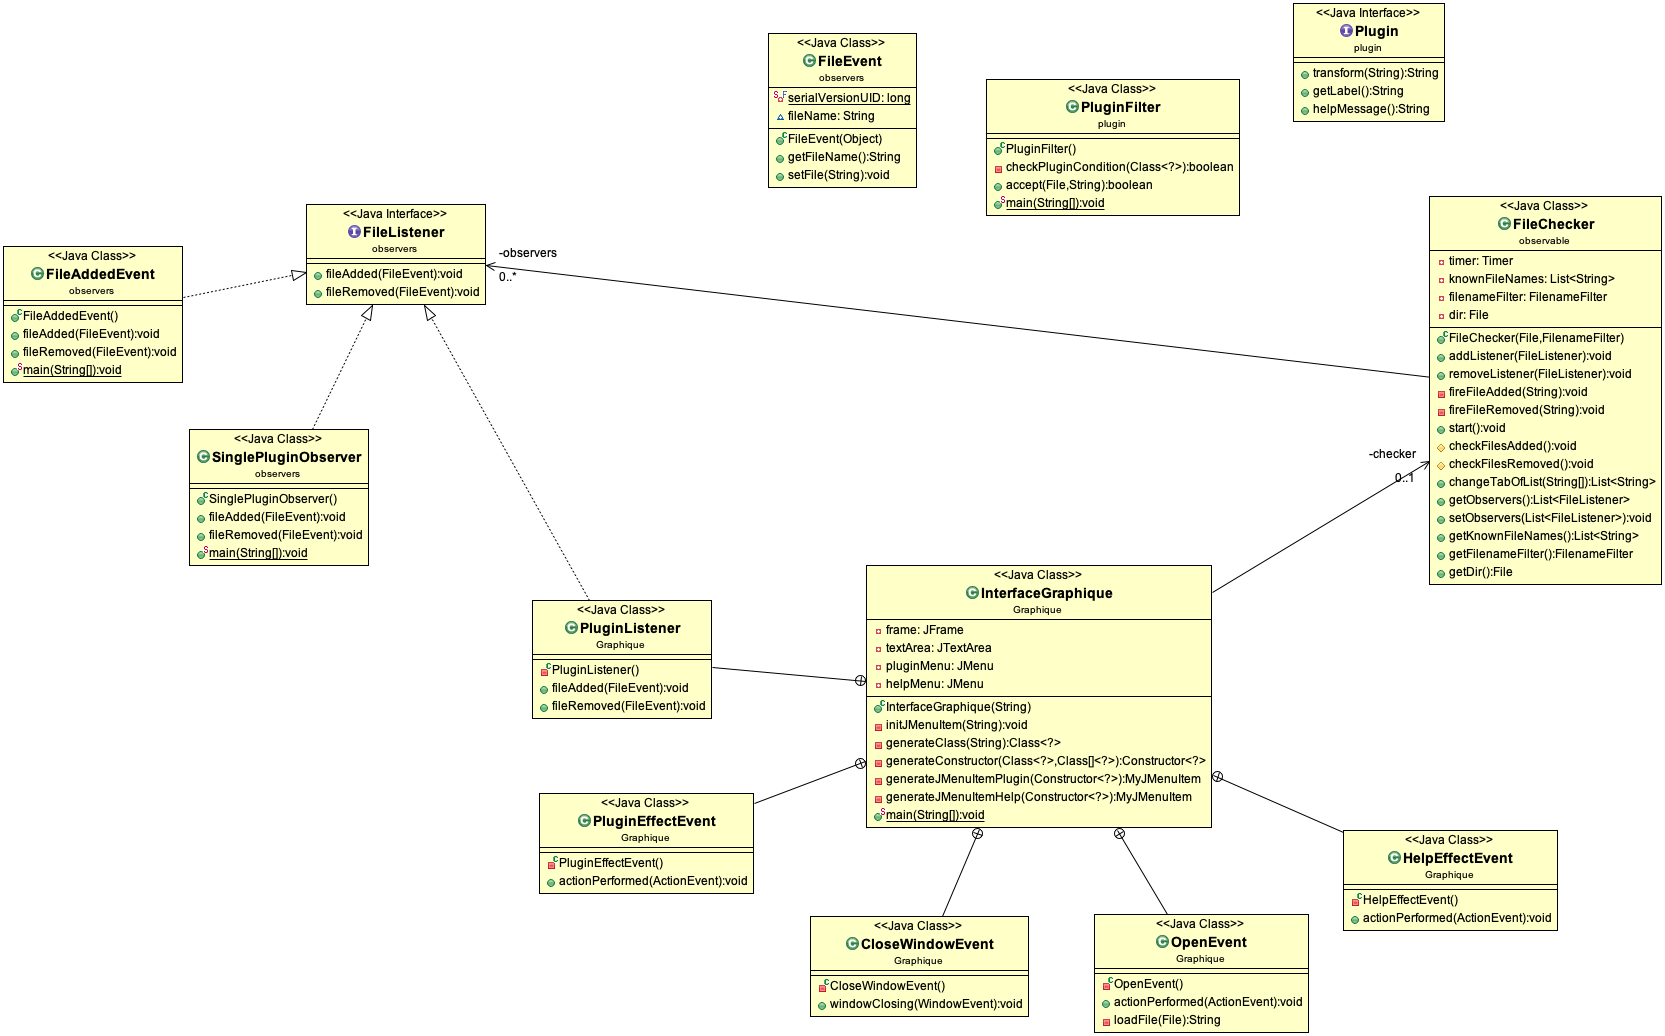 <<Java Interface>>
Plugin
plugin
transform(String):String
getLabel():String
helpMessage():String
<<Java Class>>
FileEvent
observers
serialVersionUID: long
fileName: String
FileEvent(Object)
getFileName():String
setFile(String):void
<<Java Class>>
PluginFilter
plugin
PluginFilter()
checkPluginCondition(Class<?>):boolean
accept(File,String):boolean
main(String[]):void
<<Java Interface>>
FileListener
observers
fileAdded(FileEvent):void
fileRemoved(FileEvent):void
-observers
0..*
<<Java Class>>
FileChecker
observable
timer: Timer
knownFileNames: List<String>
filenameFilter: FilenameFilter
dir: File
FileChecker(File,FilenameFilter)
addListener(FileListener):void
removeListener(FileListener):void
fireFileAdded(String):void
fireFileRemoved(String):void
start():void
checkFilesAdded():void
checkFilesRemoved():void
changeTabOfList(String[]):List<String>
getObservers():List<FileListener>
setObservers(List<FileListener>):void
getKnownFileNames():List<String>
getFilenameFilter():FilenameFilter
getDir():File
<<Java Class>>
FileAddedEvent
observers
FileAddedEvent()
fileAdded(FileEvent):void
fileRemoved(FileEvent):void
main(String[]):void
<<Java Class>>
SinglePluginObserver
observers
SinglePluginObserver()
fileAdded(FileEvent):void
fileRemoved(FileEvent):void
main(String[]):void
-checker
0..1
<<Java Class>>
InterfaceGraphique
Graphique
frame: JFrame
textArea: JTextArea
pluginMenu: JMenu
helpMenu: JMenu
InterfaceGraphique(String)
initJMenuItem(String):void
generateClass(String):Class<?>
generateConstructor(Class<?>,Class[]<?>):Constructor<?>
generateJMenuItemPlugin(Constructor<?>):MyJMenuItem
generateJMenuItemHelp(Constructor<?>):MyJMenuItem
main(String[]):void
<<Java Class>>
PluginListener
Graphique
PluginListener()
fileAdded(FileEvent):void
fileRemoved(FileEvent):void
<<Java Class>>
PluginEffectEvent
Graphique
PluginEffectEvent()
actionPerformed(ActionEvent):void
<<Java Class>>
HelpEffectEvent
Graphique
HelpEffectEvent()
actionPerformed(ActionEvent):void
<<Java Class>>
CloseWindowEvent
Graphique
CloseWindowEvent()
windowClosing(WindowEvent):void
<<Java Class>>
OpenEvent
Graphique
OpenEvent()
actionPerformed(ActionEvent):void
loadFile(File):String